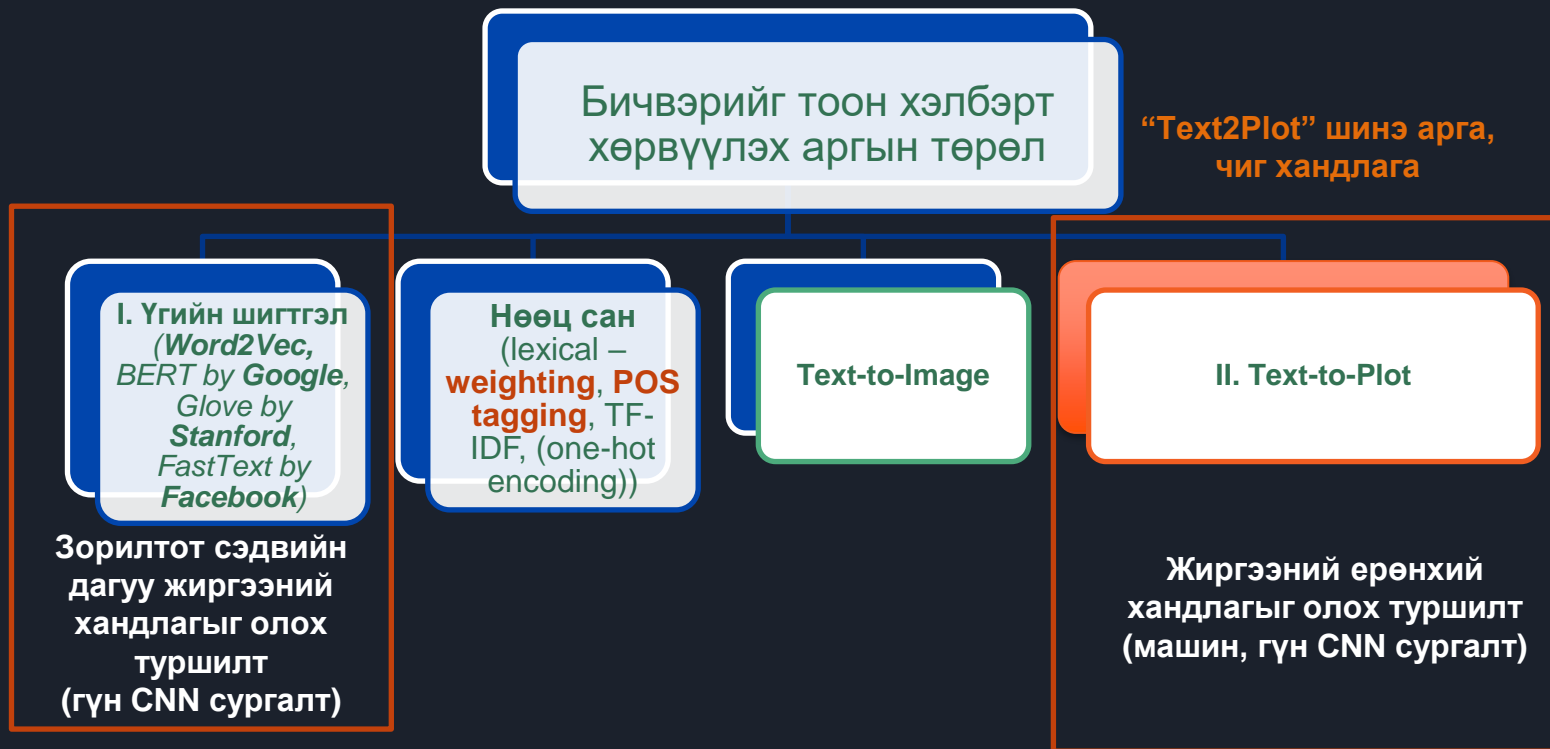 Бичвэрийг тоон хэлбэрт
хөрвүүлэх аргын төрөл
“Text2Plot” шинэ арга,
чиг хандлага
I. Үгийн шигтгэл
(Word2Vec,
BERT by Google,
Glove by
Stanford,
FastText by
Facebook)
Нөөц сан
(lexical –
weighting, POS
tagging, TF-
IDF, (one-hot
encoding))
Text-to-Image
II. Text-to-Plot
Зорилтот сэдвийн
дагуу жиргээний
хандлагыг олох
туршилт
(гүн CNN сургалт)
Жиргээний ерөнхий
хандлагыг олох туршилт
(машин, гүн CNN сургалт)